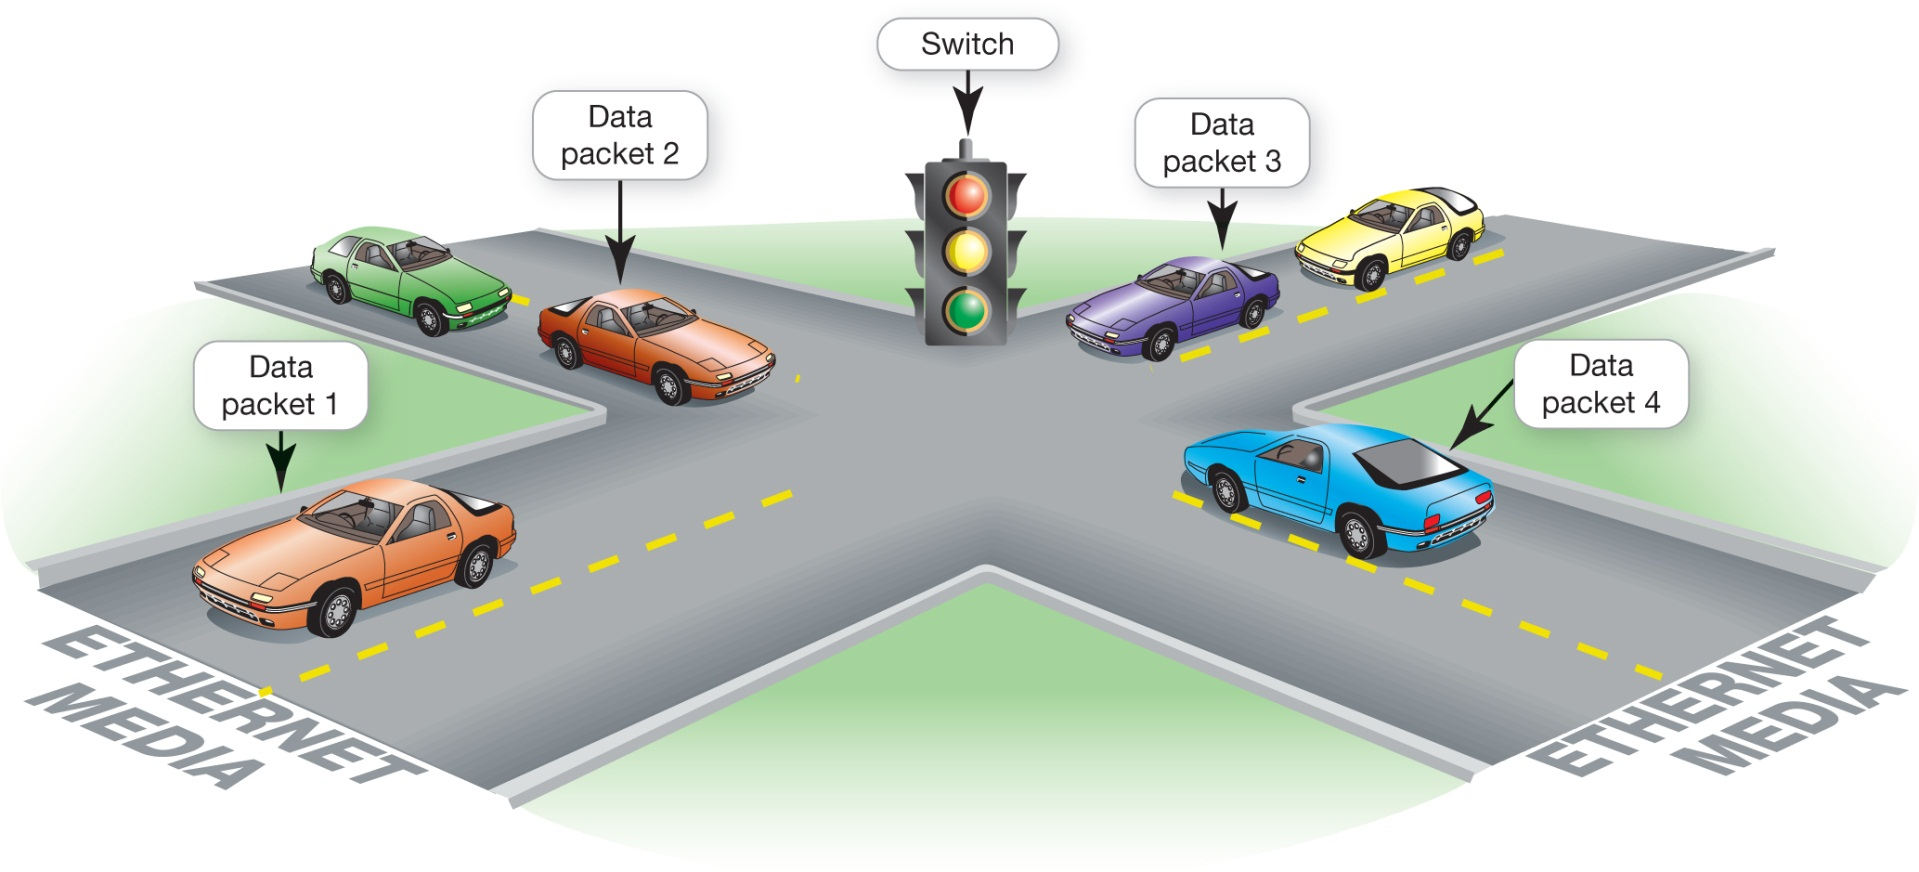 Switch
Data
packet 2
Data
packet 3
Data
packet 1
Data
packet 4
ETHERNET
MEDIA
ETHERNET
MEDIA